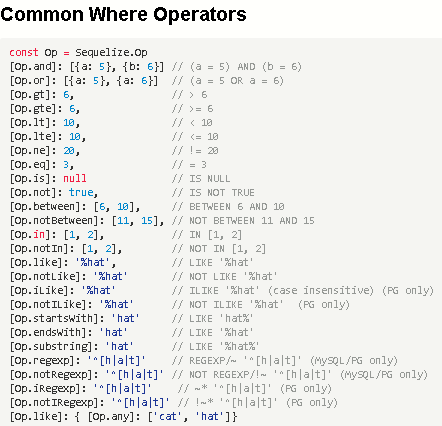 Common Where Operators
const Op = Sequelize.Op
[Op.and]: [{a: 5}, {b: 6}] // (a = 5) AND (b = 6)
[Op.or]: [{a: 5}, {a: 6}] // (a = 5 OR a = 6)
[Op.gt]: 6, // > 6
[Op.gte]: 6, // >= 6
[Op.lt]: 10, // < 10
[Op.lte]: 10, // <= 10
[Op.ne]: 20, // != 20
[Op.eq]: 3, // = 3
[Op.is]: null // IS NULL
[Op.not]: true, // IS NOT TRUE
[Op.between]: [6, 10], // BETWEEN 6 AND 10
[Op.notBetween]: [11, 15], // NOT BETWEEN 11 AND 15
[Op.in]: [1, 2], // IN [1, 2]
[Op.notIn]: [1, 2], // NOT IN [1, 2]
[Op.like]: '%hat', // LIKE '%hat'
[Op.notLike]: '%hat' // NOT LIKE '%hat'
[Op.iLike]: '%hat' // ILIKE '%hat' (case insensitive) (PG only)
[Op.notILike]: '%hat' // NOT ILIKE '%hat' (PG only)
[Op.startsWith]: 'hat' // LIKE 'hat%'
[Op.endsWith]: 'hat' // LIKE '%hat'
[Op.substring]: 'hat' // LIKE '%hat%'
[Op.regexp]: '^[h|a|t]' // REGEXP/~ '^[h|a|t]' (MySQL/PG only)
[Op.notRegexp]: '^[h|a|t]' // NOT REGEXP/!~ '^[h|a|t]' (MySQL/PG only)
[Op.iRegexp]: '^[h|a|t]' // ~* '^[h|a|t]' (PG only)
[Op.notIRegexp]: '^[h|a|t]' // !~* '^[h|a|t]' (PG only)
[Op.like]: { [Op.any]: ['cat', 'hat']}